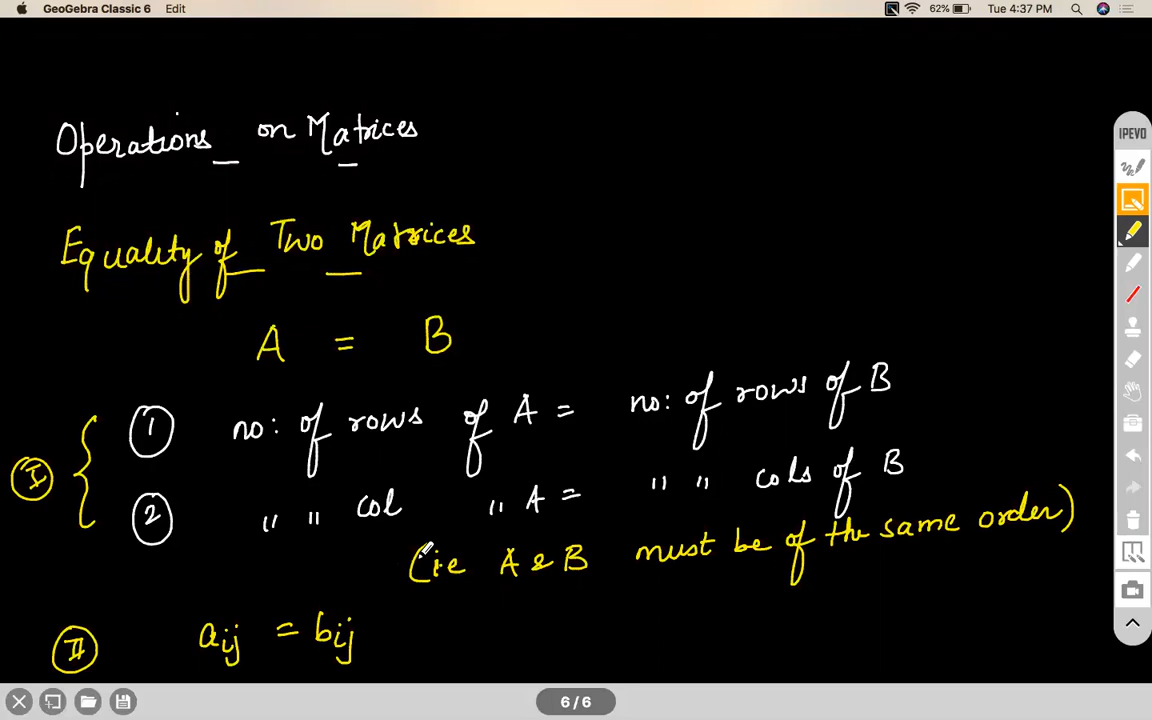 GeoGebra Classic 6 Edit 62% Tue 4:37 PM
IPEVO
Operations on Matrices
Equality of Two Matrices
A = B
I
1 no: of rows of A = no: of rows of B
2 " " col " A = " " cols of B
(ie A & B must be of the same order)
II aij = bij
6/6